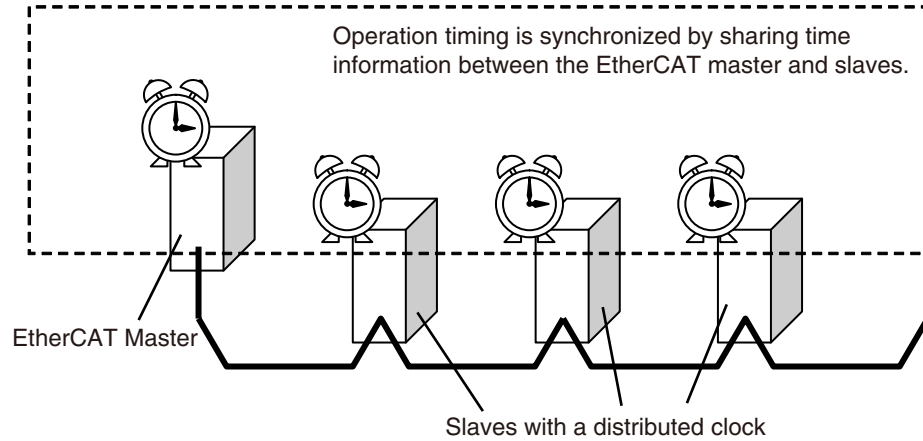 Operation timing is synchronized by sharing time
information between the EtherCAT master and slaves.
EtherCAT Master
Slaves with a distributed clock